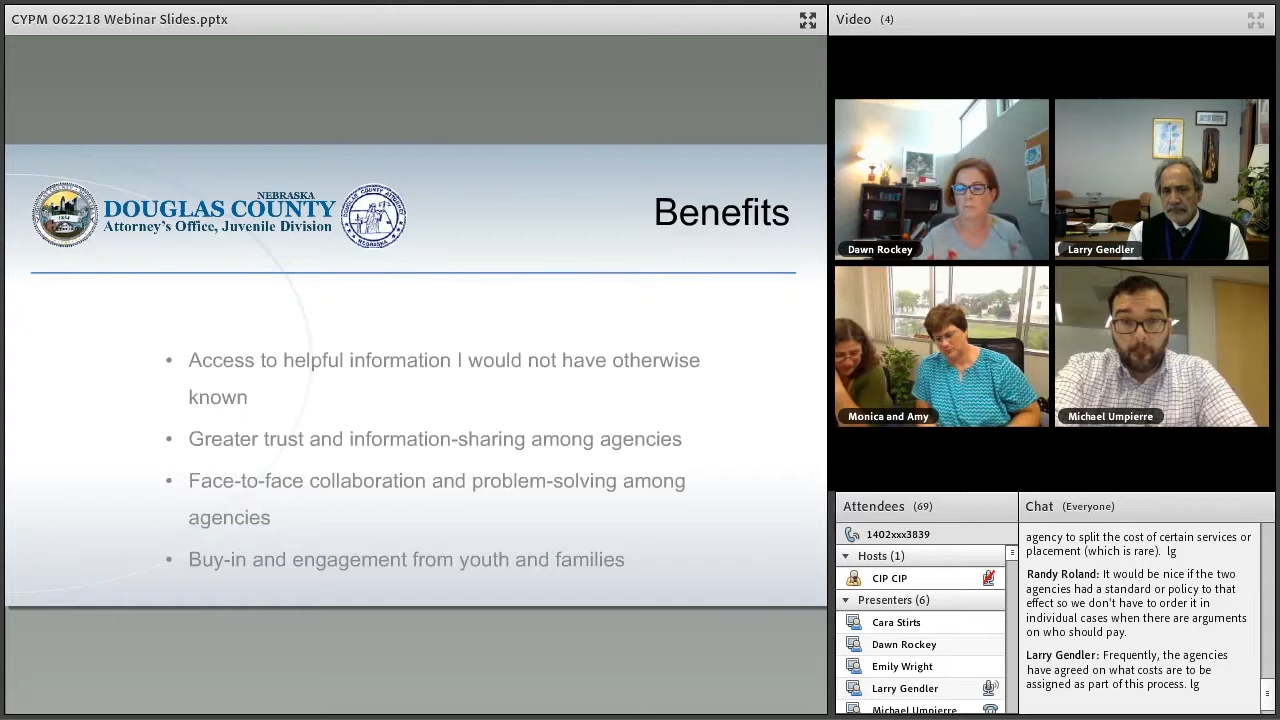 CYPM 062218 Webinar Slides.pptx
NEBRASKA
DOUGLAS COUNTY
Attorney's Office, Juvenile Division
Benefits
• Access to helpful information I would not have otherwise
known
• Greater trust and information-sharing among agencies
• Face-to-face collaboration and problem-solving among
agencies
• Buy-in and engagement from youth and families
Video (4)
Dawn Rockey
Larry Gendler
Monica and Amy
Michael Umpierre
Attendees (69)
1402xxx3839
Hosts (1)
CIP CIP
Presenters (6)
Cara Stirts
Dawn Rockey
Emily Wright
Larry Gendler
Michael Umpierre
Chat (Everyone)
agency to split the cost of certain services or
placement (which is rare). lg
Randy Roland: It would be nice if the two
agencies had a standard or policy to that
effect so we don't have to order it in
individual cases when there are arguments
on who should pay.
Larry Gendler: Frequently, the agencies
have agreed on what costs are to be
assigned as part of this process. lg